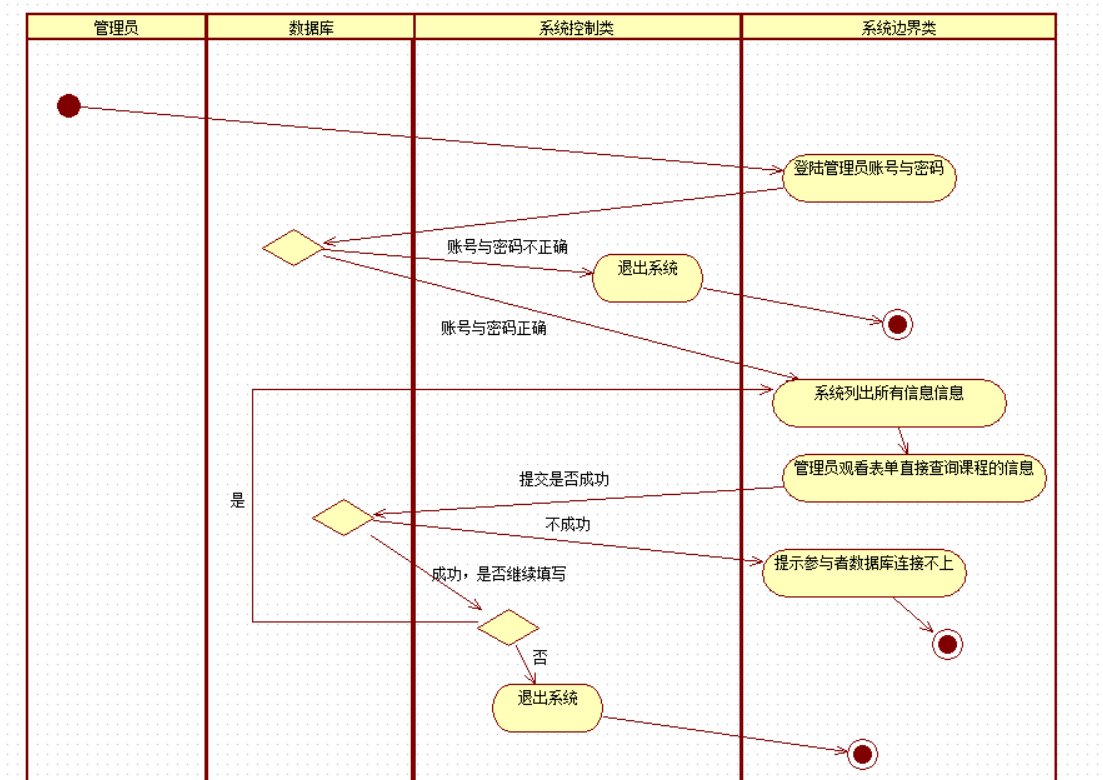 管理员
数据库
系统控制类
系统边界类
登陆管理员账号与密码
账号与密码不正确
退出系统
账号与密码正确
系统列出所有信息信息
管理员观看表单直接查询课程的信息
提交是否成功
是
不成功
提示参与者数据库连接不上
成功，是否继续填写
否
退出系统